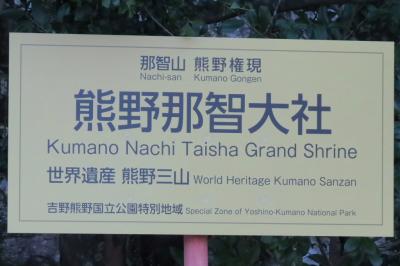 那智山 熊野権現
Nachi-san Kumano Gongen
熊野那智大社
Kumano Nachi Taisha Grand Shrine
世界遺産 熊野三山 World Heritage Kumano Sanzan
吉野熊野国立公園特別地域 Special Zone of Yoshino-Kumano National Park